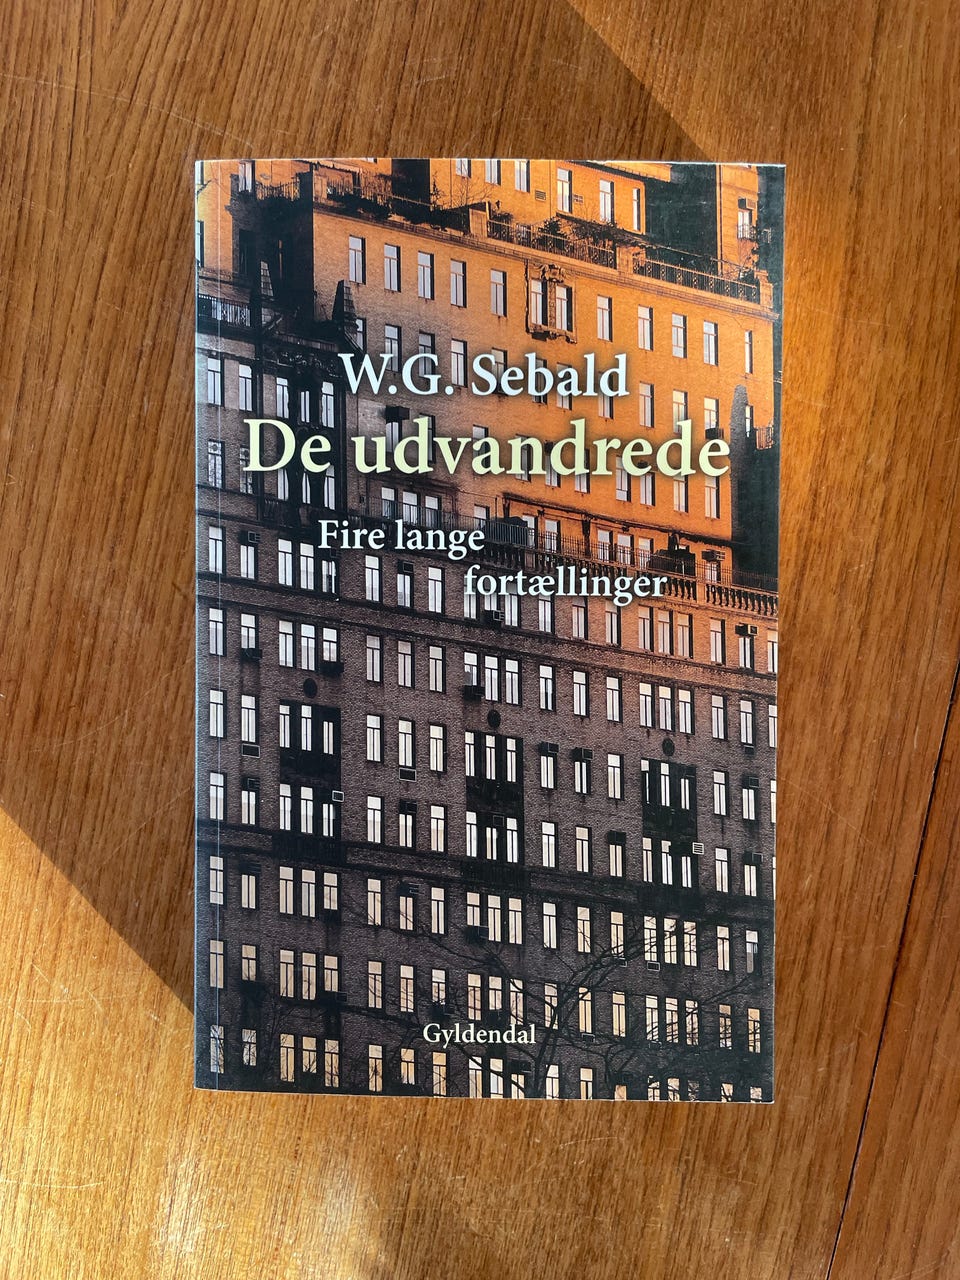 W.G. Sebald
De udvandrede
Fire lange
fortællinger
Gyldendal